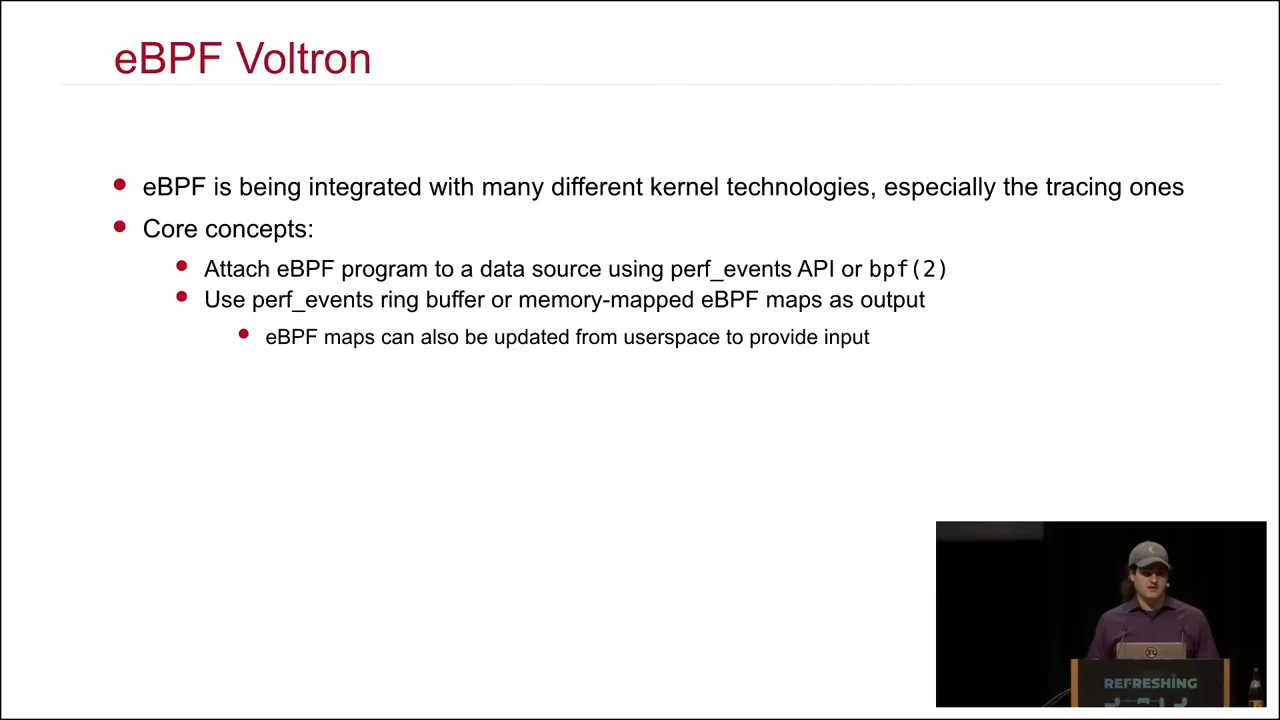 eBPF Voltron
eBPF is being integrated with many different kernel technologies, especially the tracing ones
Core concepts:
Attach eBPF program to a data source using perf_events API or bpf(2)
Use perf_events ring buffer or memory-mapped eBPF maps as output
eBPF maps can also be updated from userspace to provide input
REFRESHING